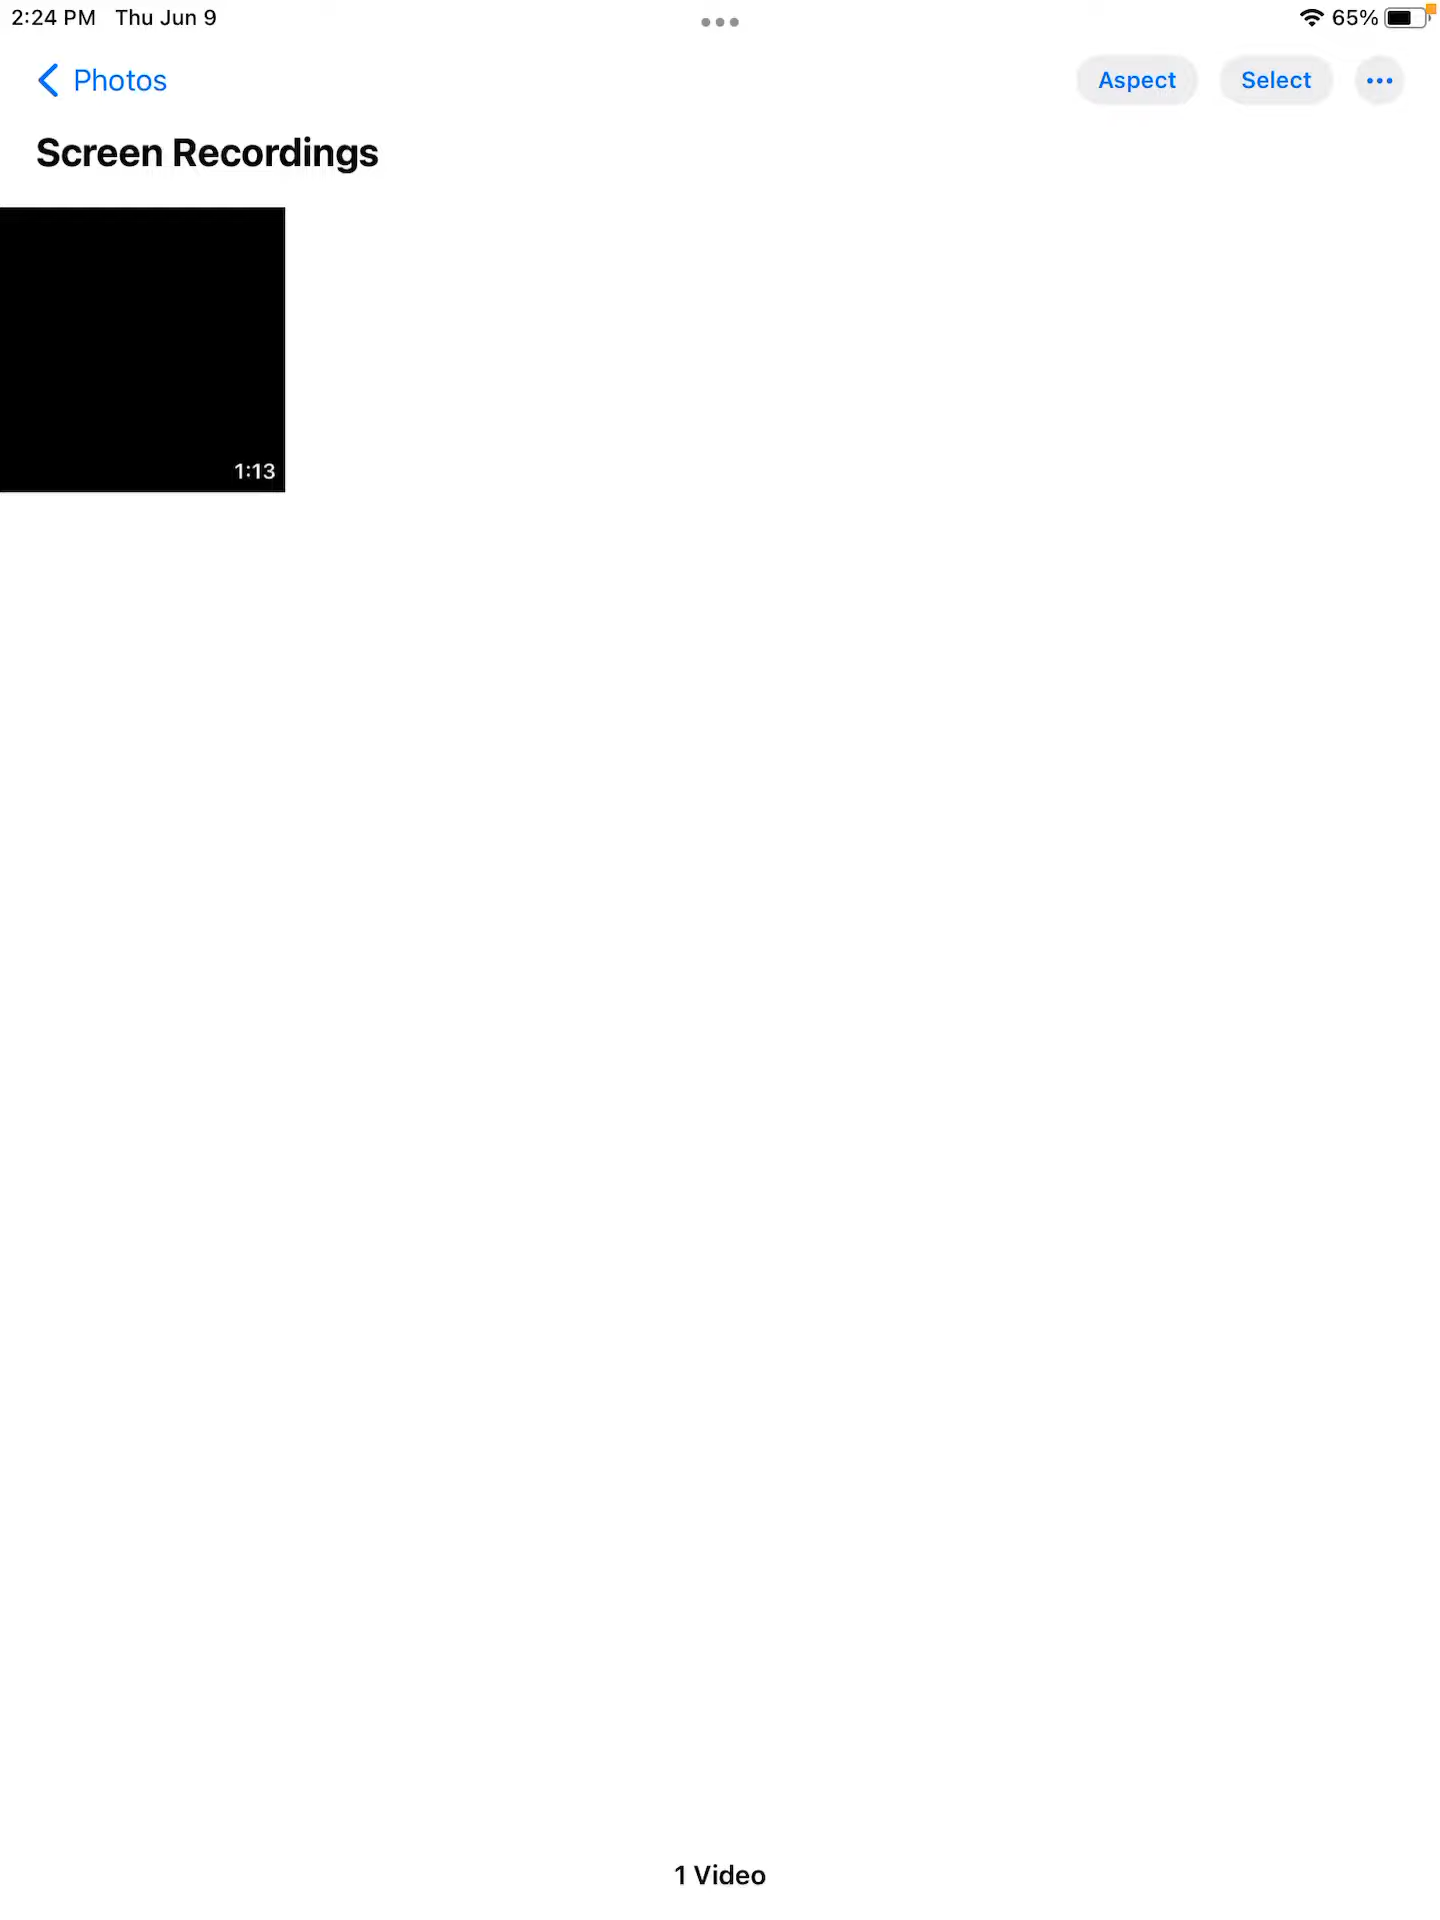 2:24 PM Thu Jun 9
65%
Photos
Aspect
Select
Screen Recordings
1:13
1 Video